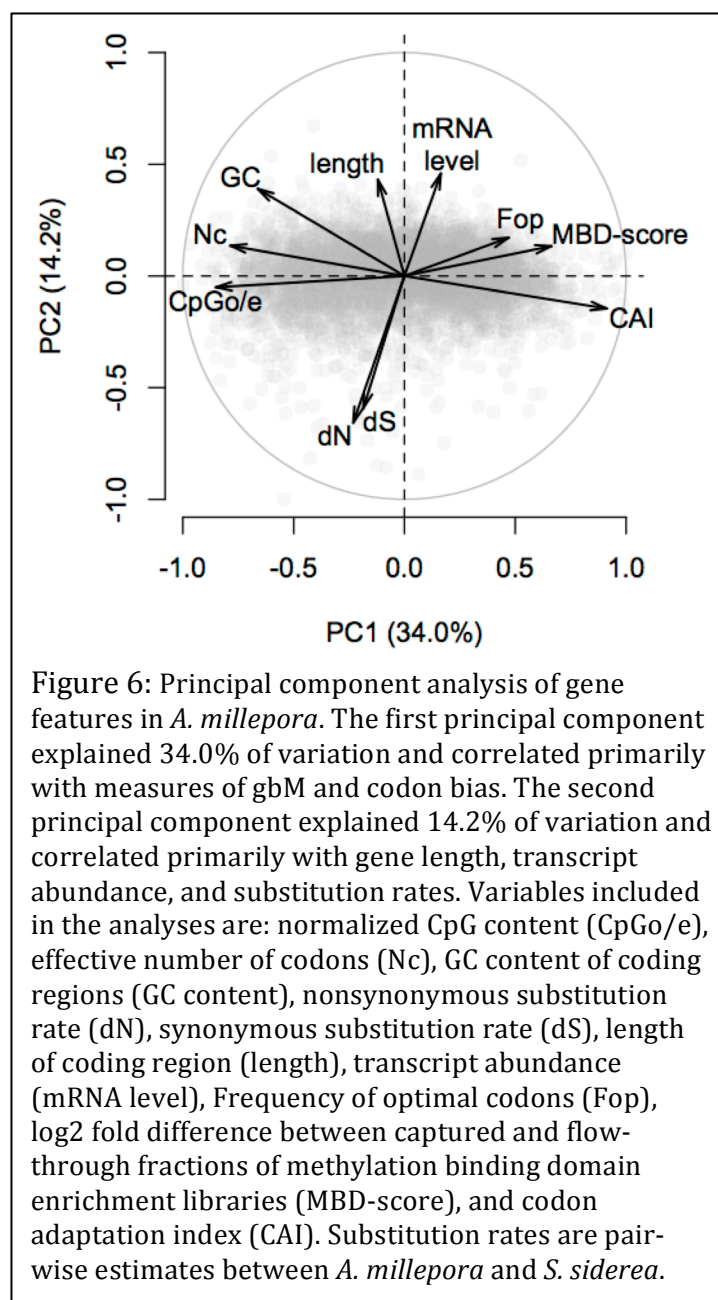 1.0
0.5
0.0
-0.5
-1.0
PC2 (14.2%)
mRNA
level
length
GC
Fop
Nc
MBD-score
CpGo/e
CAI
dN
dS
-1.0 -0.5 0.0 0.5 1.0
PC1 (34.0%)
Figure 6: Principal component analysis of gene
features in A. millepora. The first principal component
explained 34.0% of variation and correlated primarily
with measures of gbM and codon bias. The second
principal component explained 14.2% of variation and
correlated primarily with gene length, transcript
abundance, and substitution rates. Variables included
in the analyses are: normalized CpG content (CpGo/e),
effective number of codons (Nc), GC content of coding
regions (GC content), nonsynonymous substitution
rate (dN), synonymous substitution rate (dS), length
of coding region (length), transcript abundance
(mRNA level), Frequency of optimal codons (Fop),
log2 fold difference between captured and flow-
through fractions of methylation binding domain
enrichment libraries (MBD-score), and codon
adaptation index (CAI). Substitution rates are pair-
wise estimates between A. millepora and S. siderea.